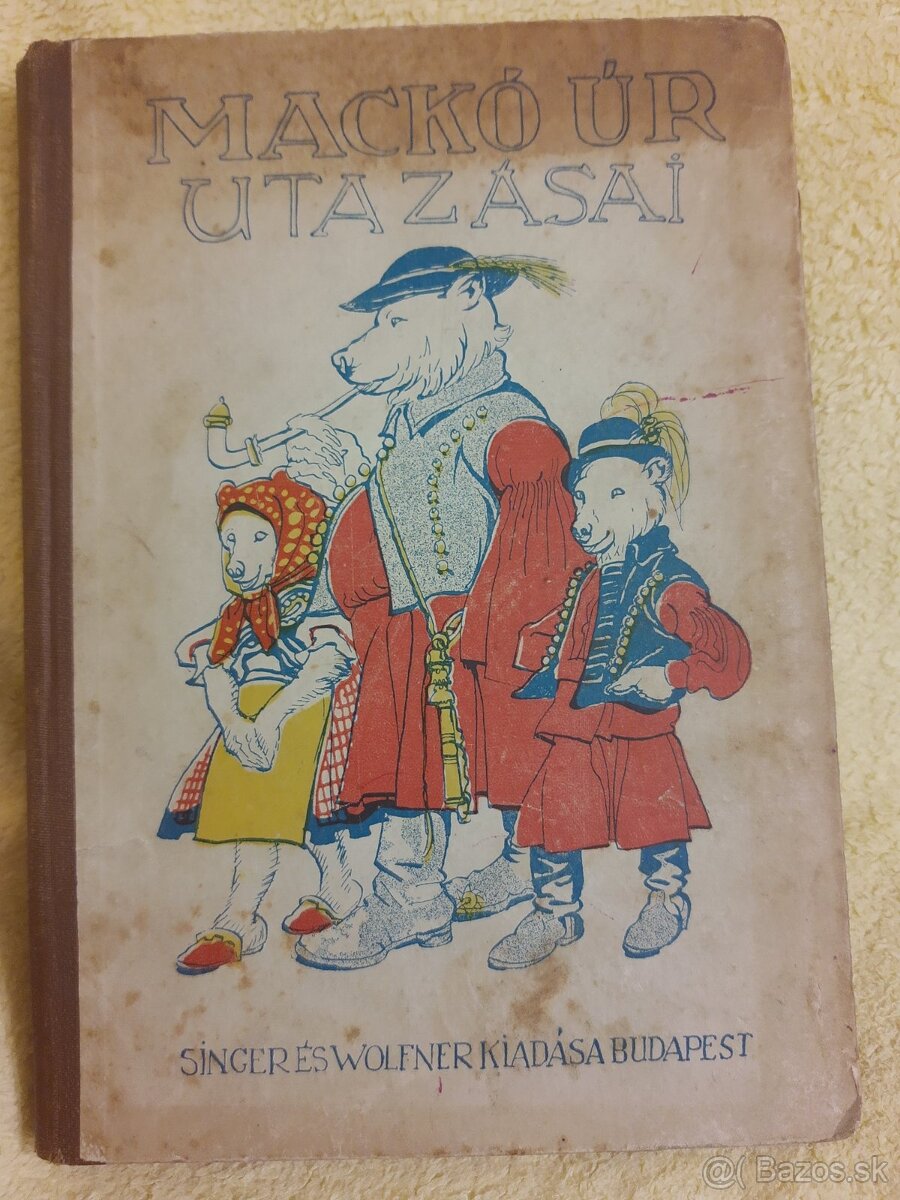 MACKÓ ÚR
UTAZÁSAI
SINGER ÉS WOLFNER KIADÁSA BUDAPEST
@( Bazos.sk